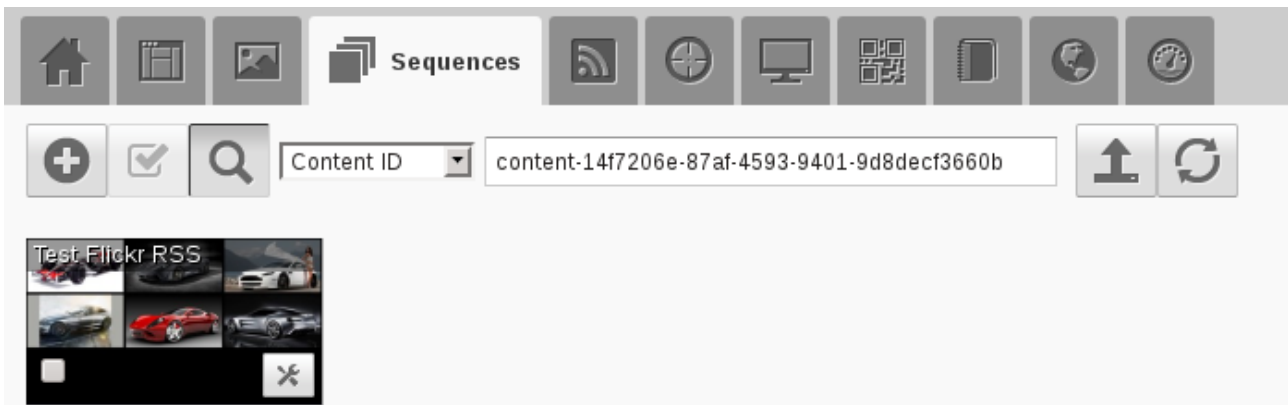 Sequences
Content ID
content-14f7206e-87af-4593-9401-9d8decf3660b
Test Flickr RSS